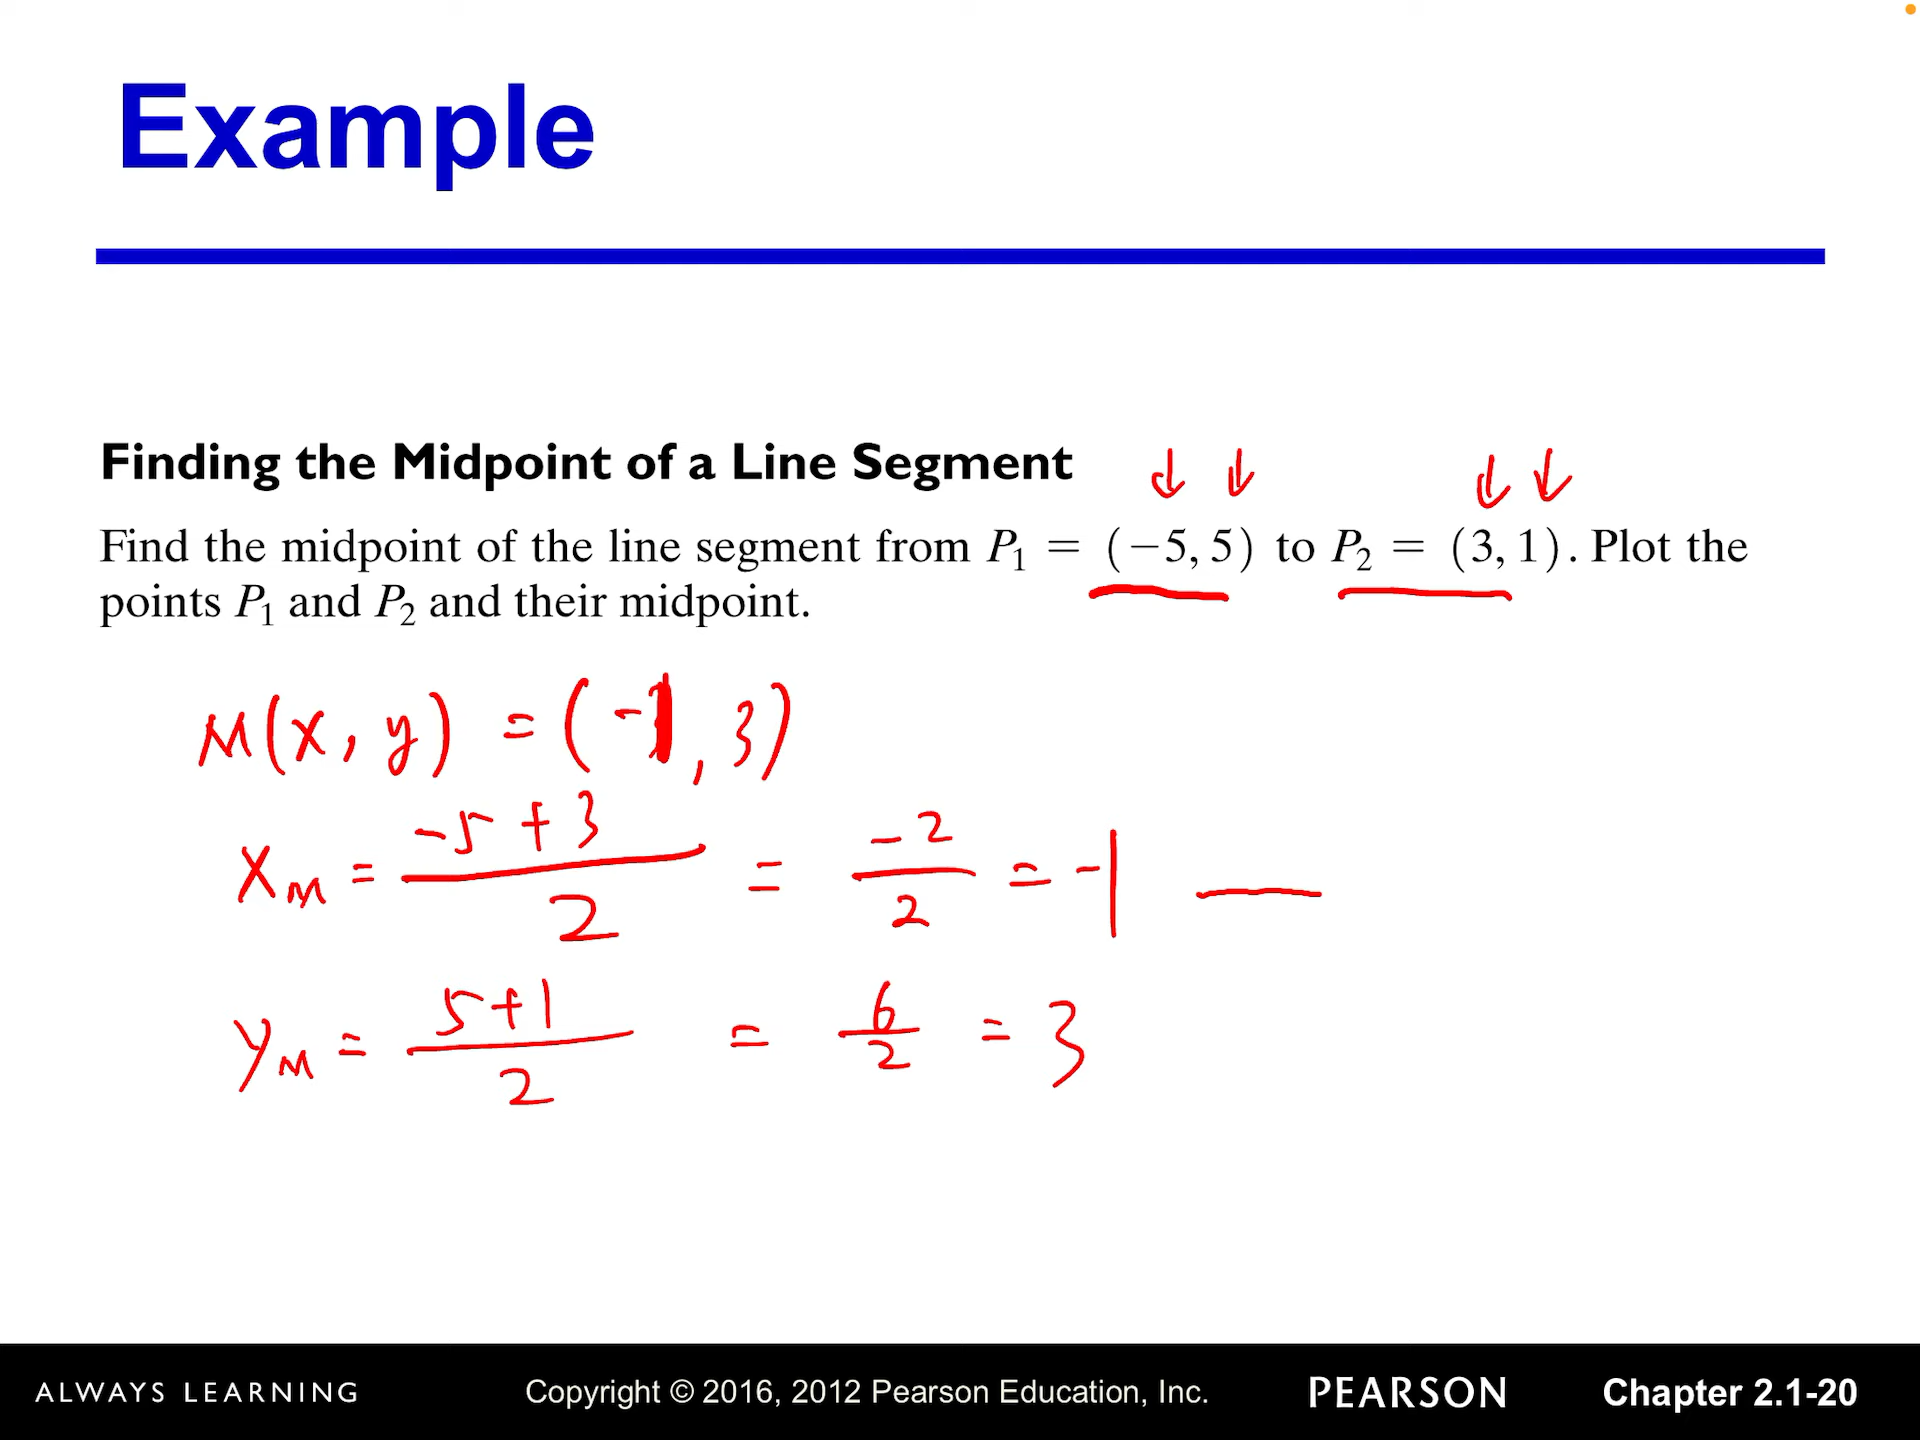 Example
Finding the Midpoint of a Line Segment
Find the midpoint of the line segment from P₁ = (−5, 5) to P₂ = (3, 1). Plot the
points P₁ and P₂ and their midpoint.
M(x, y) = (-1, 3)
x_M = (-5+3)/2 = -2/2 = -1
y_M = (5+1)/2 = 6/2 = 3
ALWAYS LEARNING
Copyright © 2016, 2012 Pearson Education, Inc.
PEARSON
Chapter 2.1-20